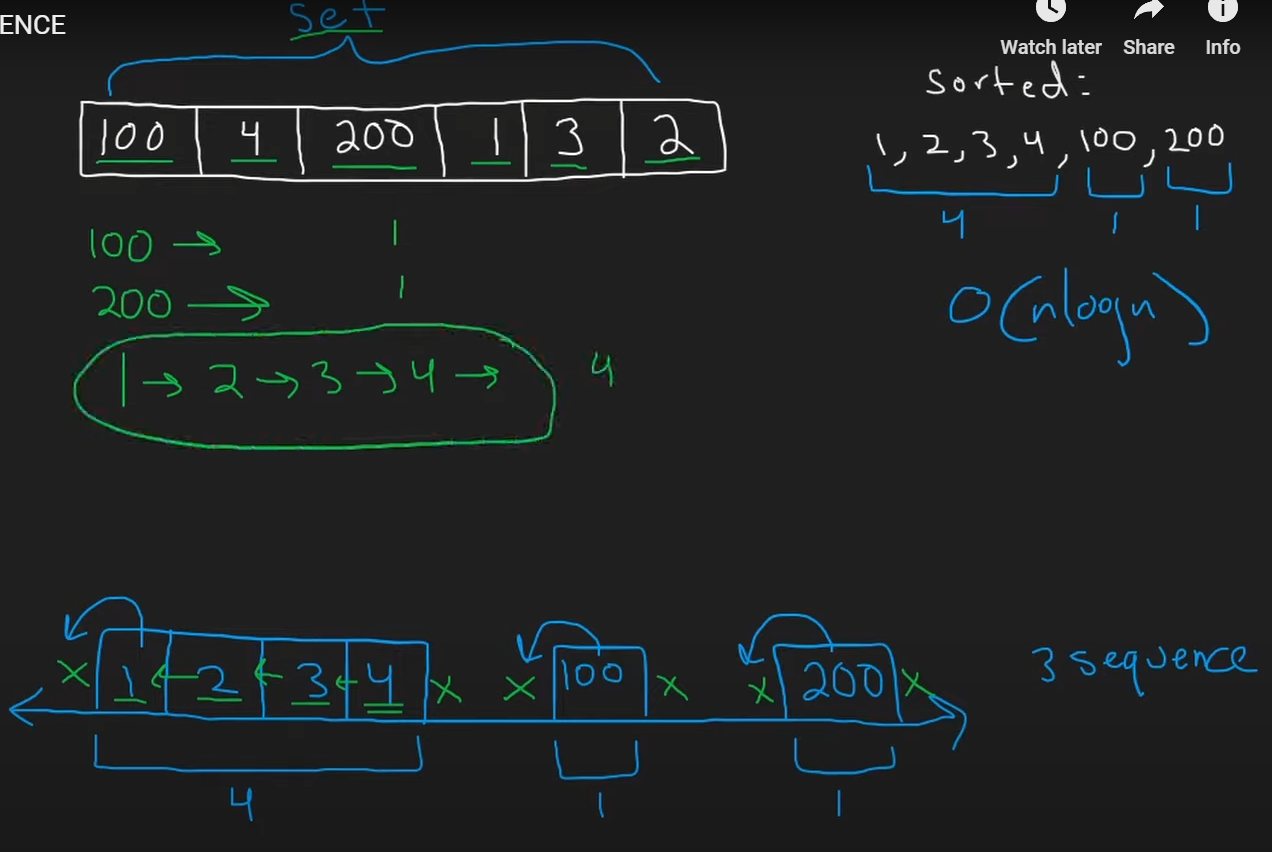 ENCE
Set
Watch later Share Info
Sorted:
100 4 200 1 3 2
1, 2, 3, 4, 100, 200
4 1 1
100 → 1
200 → 1
O(nlogn)
1 → 2 → 3 → 4 → 4
x 1 ← 2 ← 3 ← 4 x x 100 x x 200 x
3 sequence
4 1 1